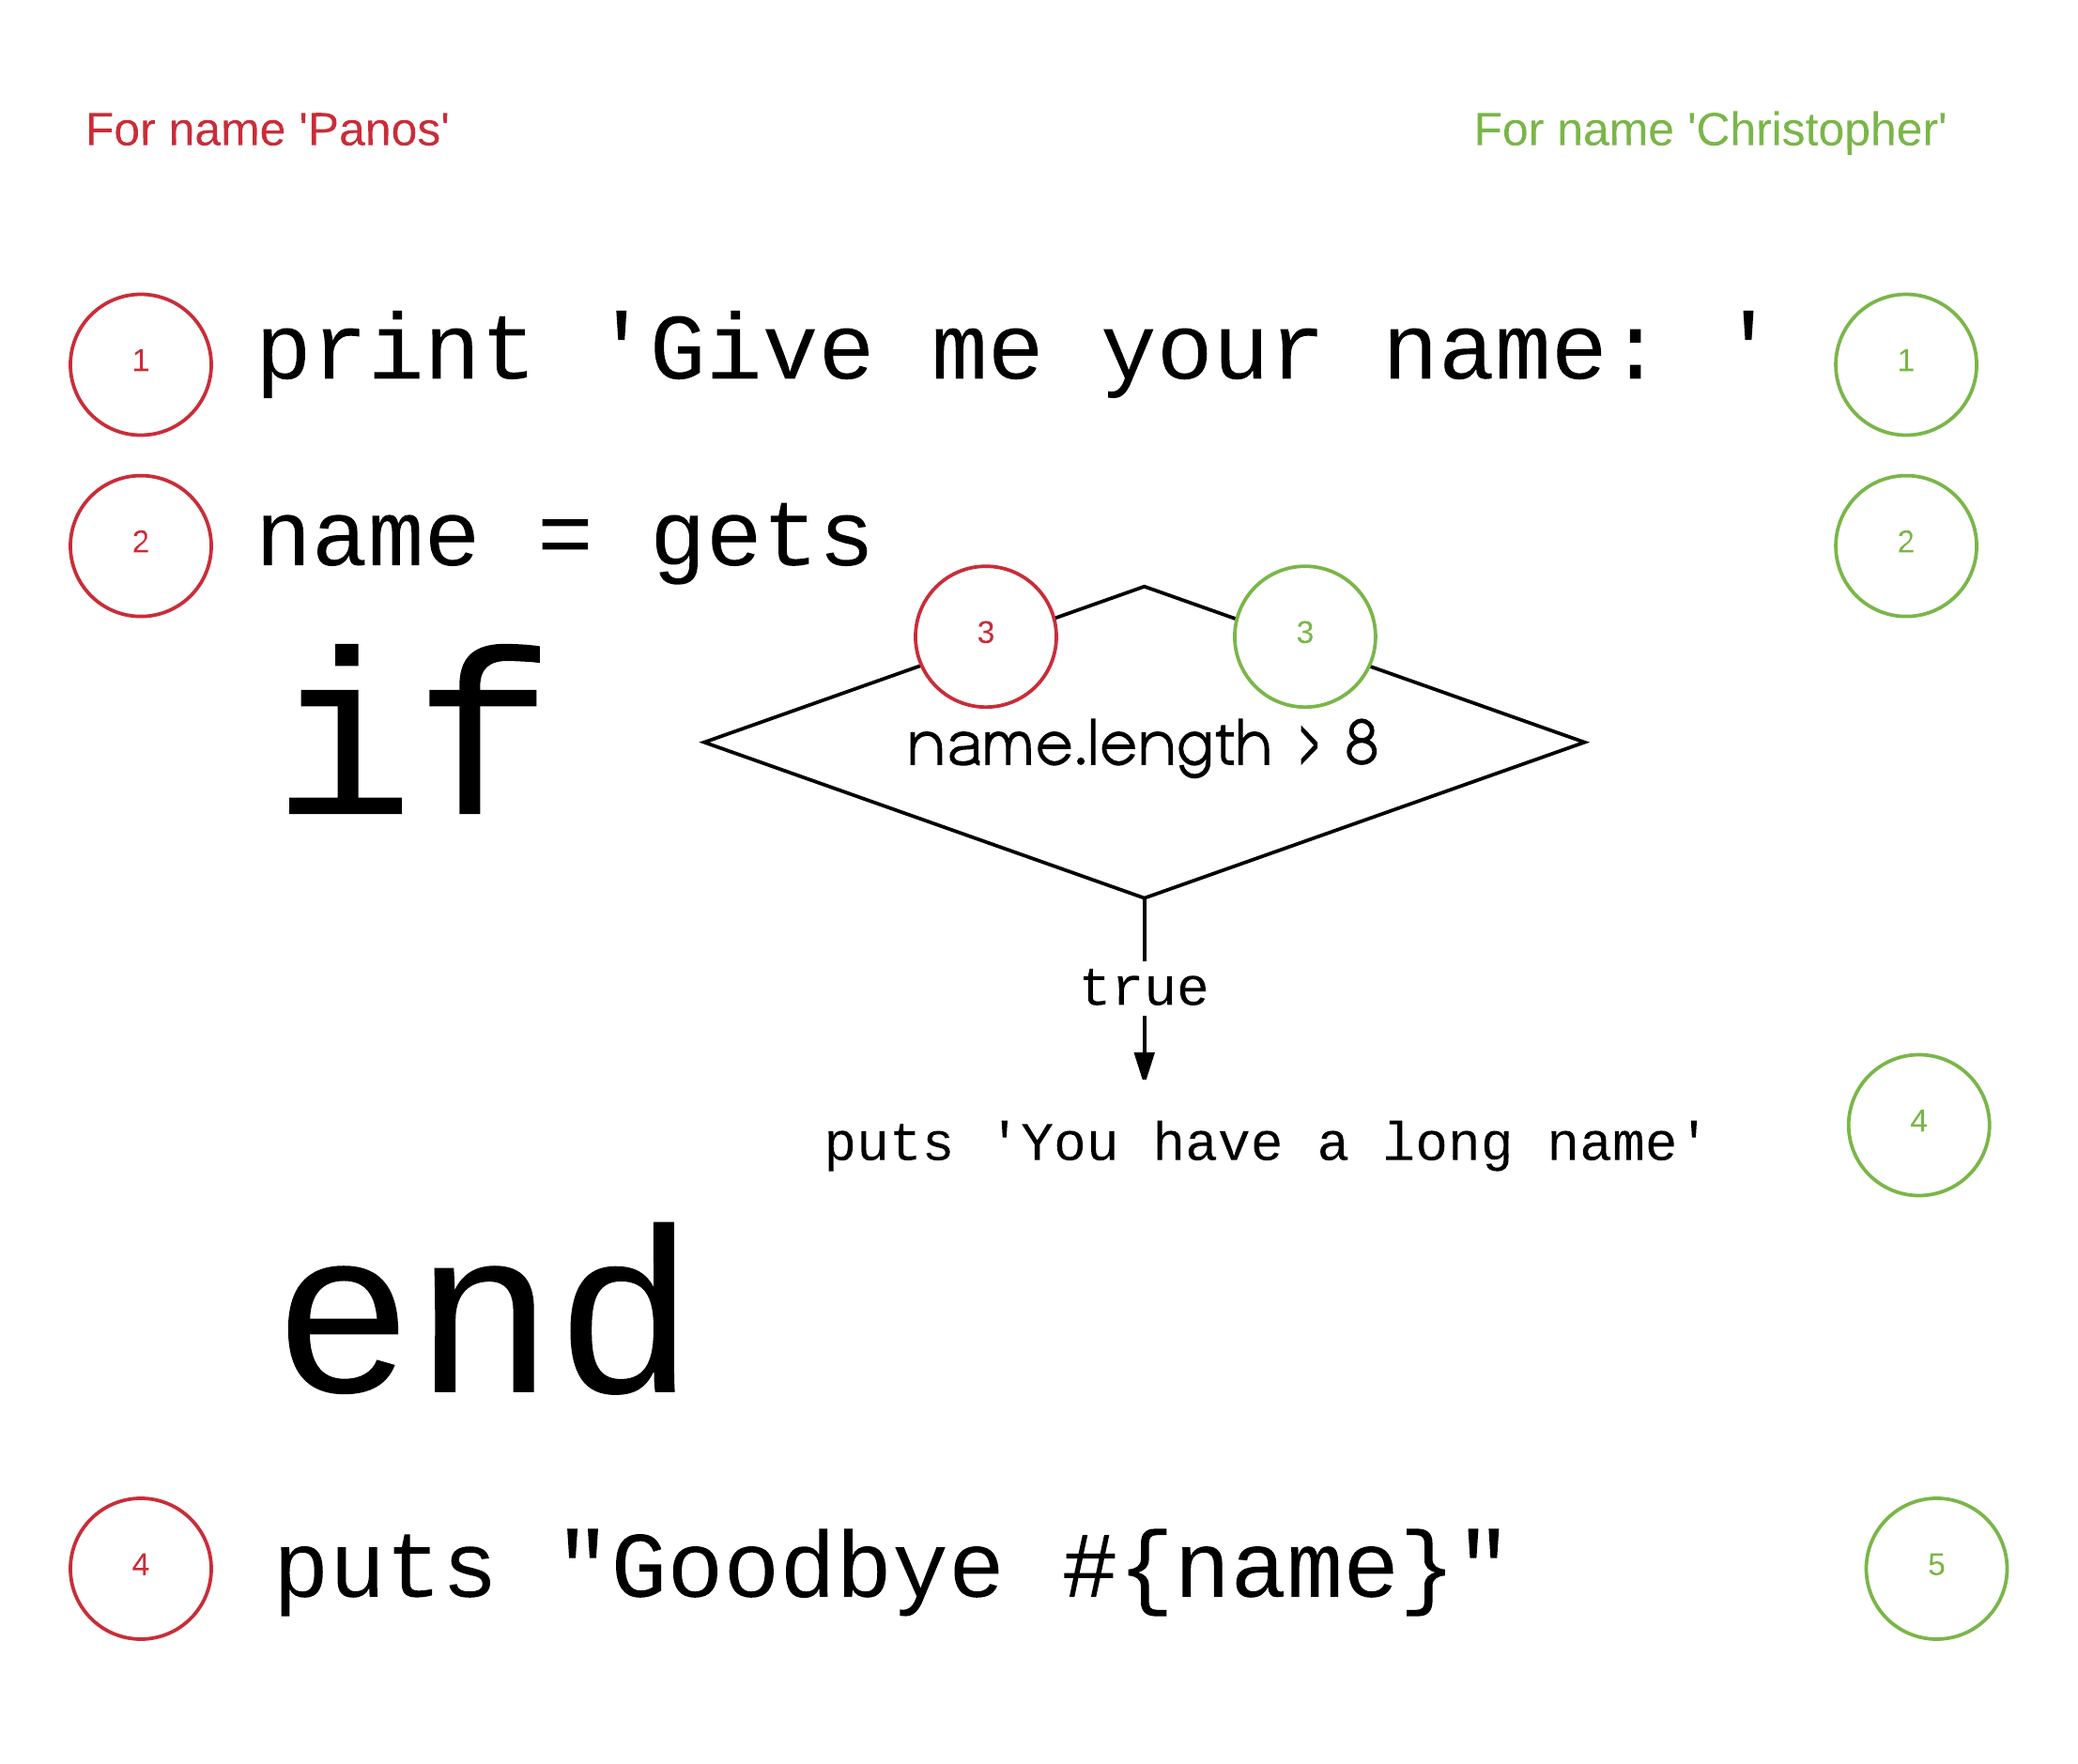 For name 'Panos'
For name 'Christopher'
1 print 'Give me your name: ' 1
2 name = gets 2
3 3
if name.length > 8
true
puts 'You have a long name' 4
end
4 puts "Goodbye #{name}" 5